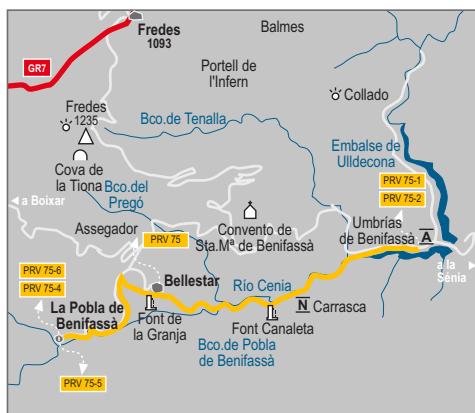 Fredes
1093
Balmes
GR7
Portell de
l'Infern
Collado
Fredes
1235
Bco.de Tenalla
Embalse de
Ulldecona
Cova de
la Tiona
Bco.del
Pregó
PRV 75-1
PRV 75-2
a Boixar
Assegador
PRV 75
Convento de
Sta.Mª de Benifassà
Umbrías
de Benifassà
A
a la
Sénia
PRV 75-6
PRV 75-4
Bellestar
Río Cenia
La Pobla de
Benifassà
Font de
la Granja
N Carrasca
Font Canaleta
Bco.de Pobla
de Benifassà
PRV 75-5